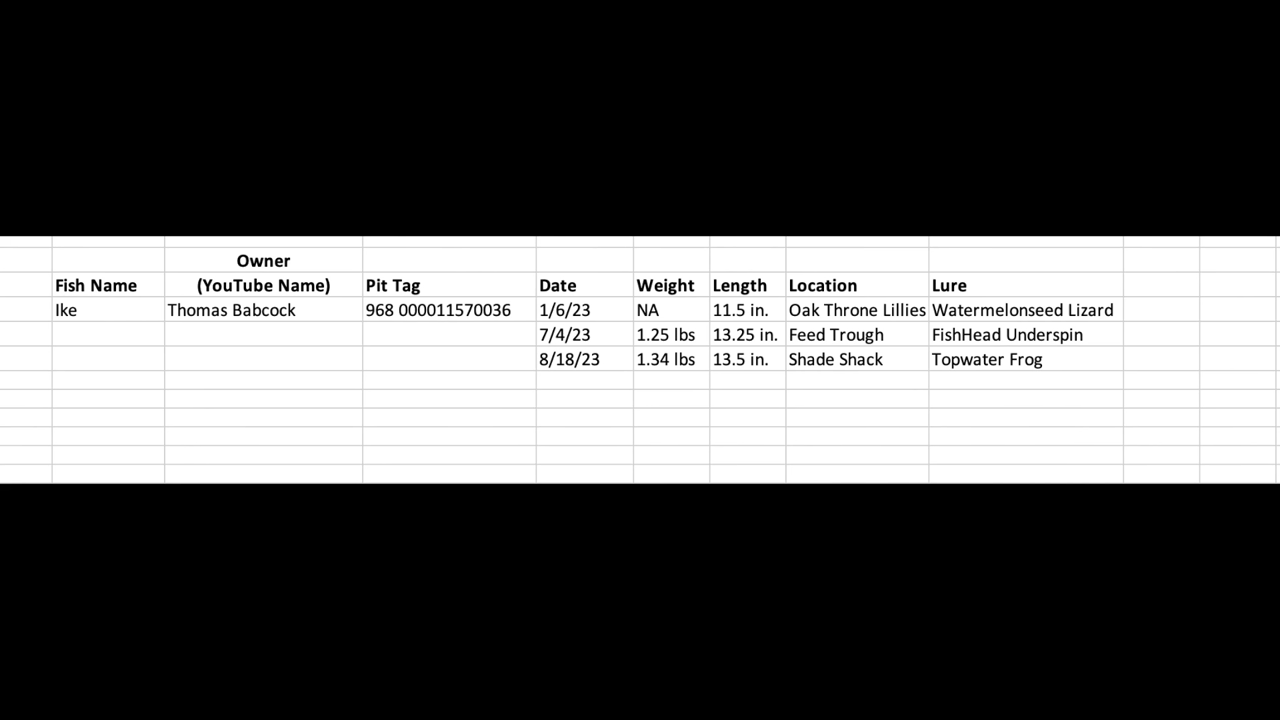 Owner
Fish Name (YouTube Name) Pit Tag Date Weight Length Location Lure
Ike Thomas Babcock 968 000011570036 1/6/23 NA 11.5 in. Oak Throne Lillies Watermelonseed Lizard
7/4/23 1.25 lbs 13.25 in. Feed Trough FishHead Underspin
8/18/23 1.34 lbs 13.5 in. Shade Shack Topwater Frog